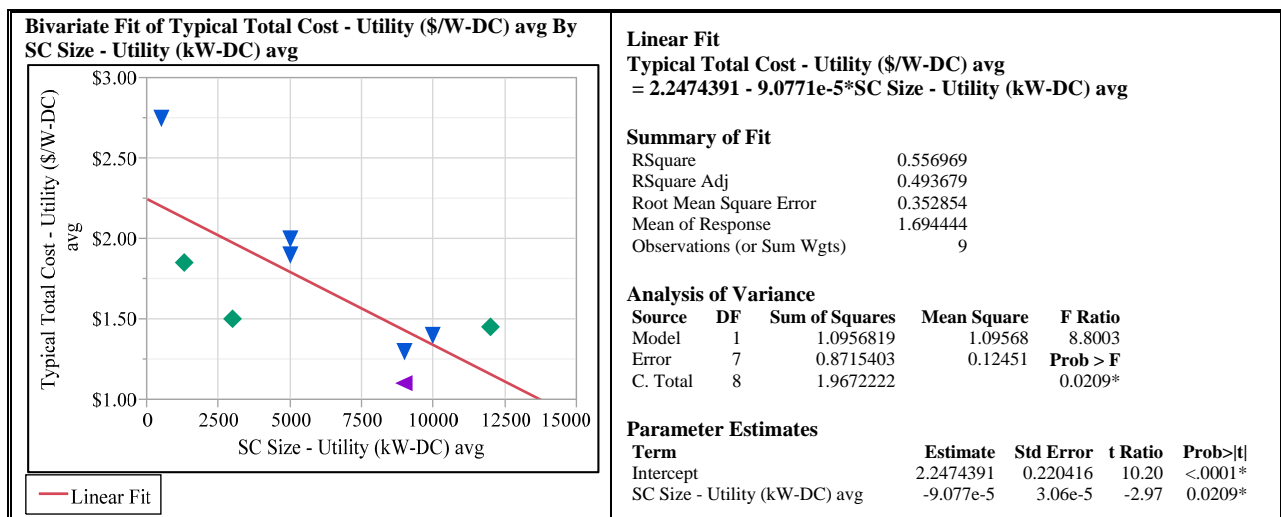 Bivariate Fit of Typical Total Cost - Utility ($/W-DC) avg By
SC Size - Utility (kW-DC) avg
$3.00
$2.50
$2.00
$1.50
$1.00
Typical Total Cost - Utility ($/W-DC)
avg
0 2500 5000 7500 10000 12500 15000
SC Size - Utility (kW-DC) avg
Linear Fit
Linear Fit
Typical Total Cost - Utility ($/W-DC) avg
= 2.2474391 - 9.0771e-5*SC Size - Utility (kW-DC) avg
Summary of Fit
RSquare 0.556969
RSquare Adj 0.493679
Root Mean Square Error 0.352854
Mean of Response 1.694444
Observations (or Sum Wgts) 9
Analysis of Variance
Source DF Sum of Squares Mean Square F Ratio
Model 1 1.0956819 1.09568 8.8003
Error 7 0.8715403 0.12451 Prob > F
C. Total 8 1.9672222 0.0209*
Parameter Estimates
Term Estimate Std Error t Ratio Prob>|t|
Intercept 2.2474391 0.220416 10.20 <.0001*
SC Size - Utility (kW-DC) avg -9.077e-5 3.06e-5 -2.97 0.0209*